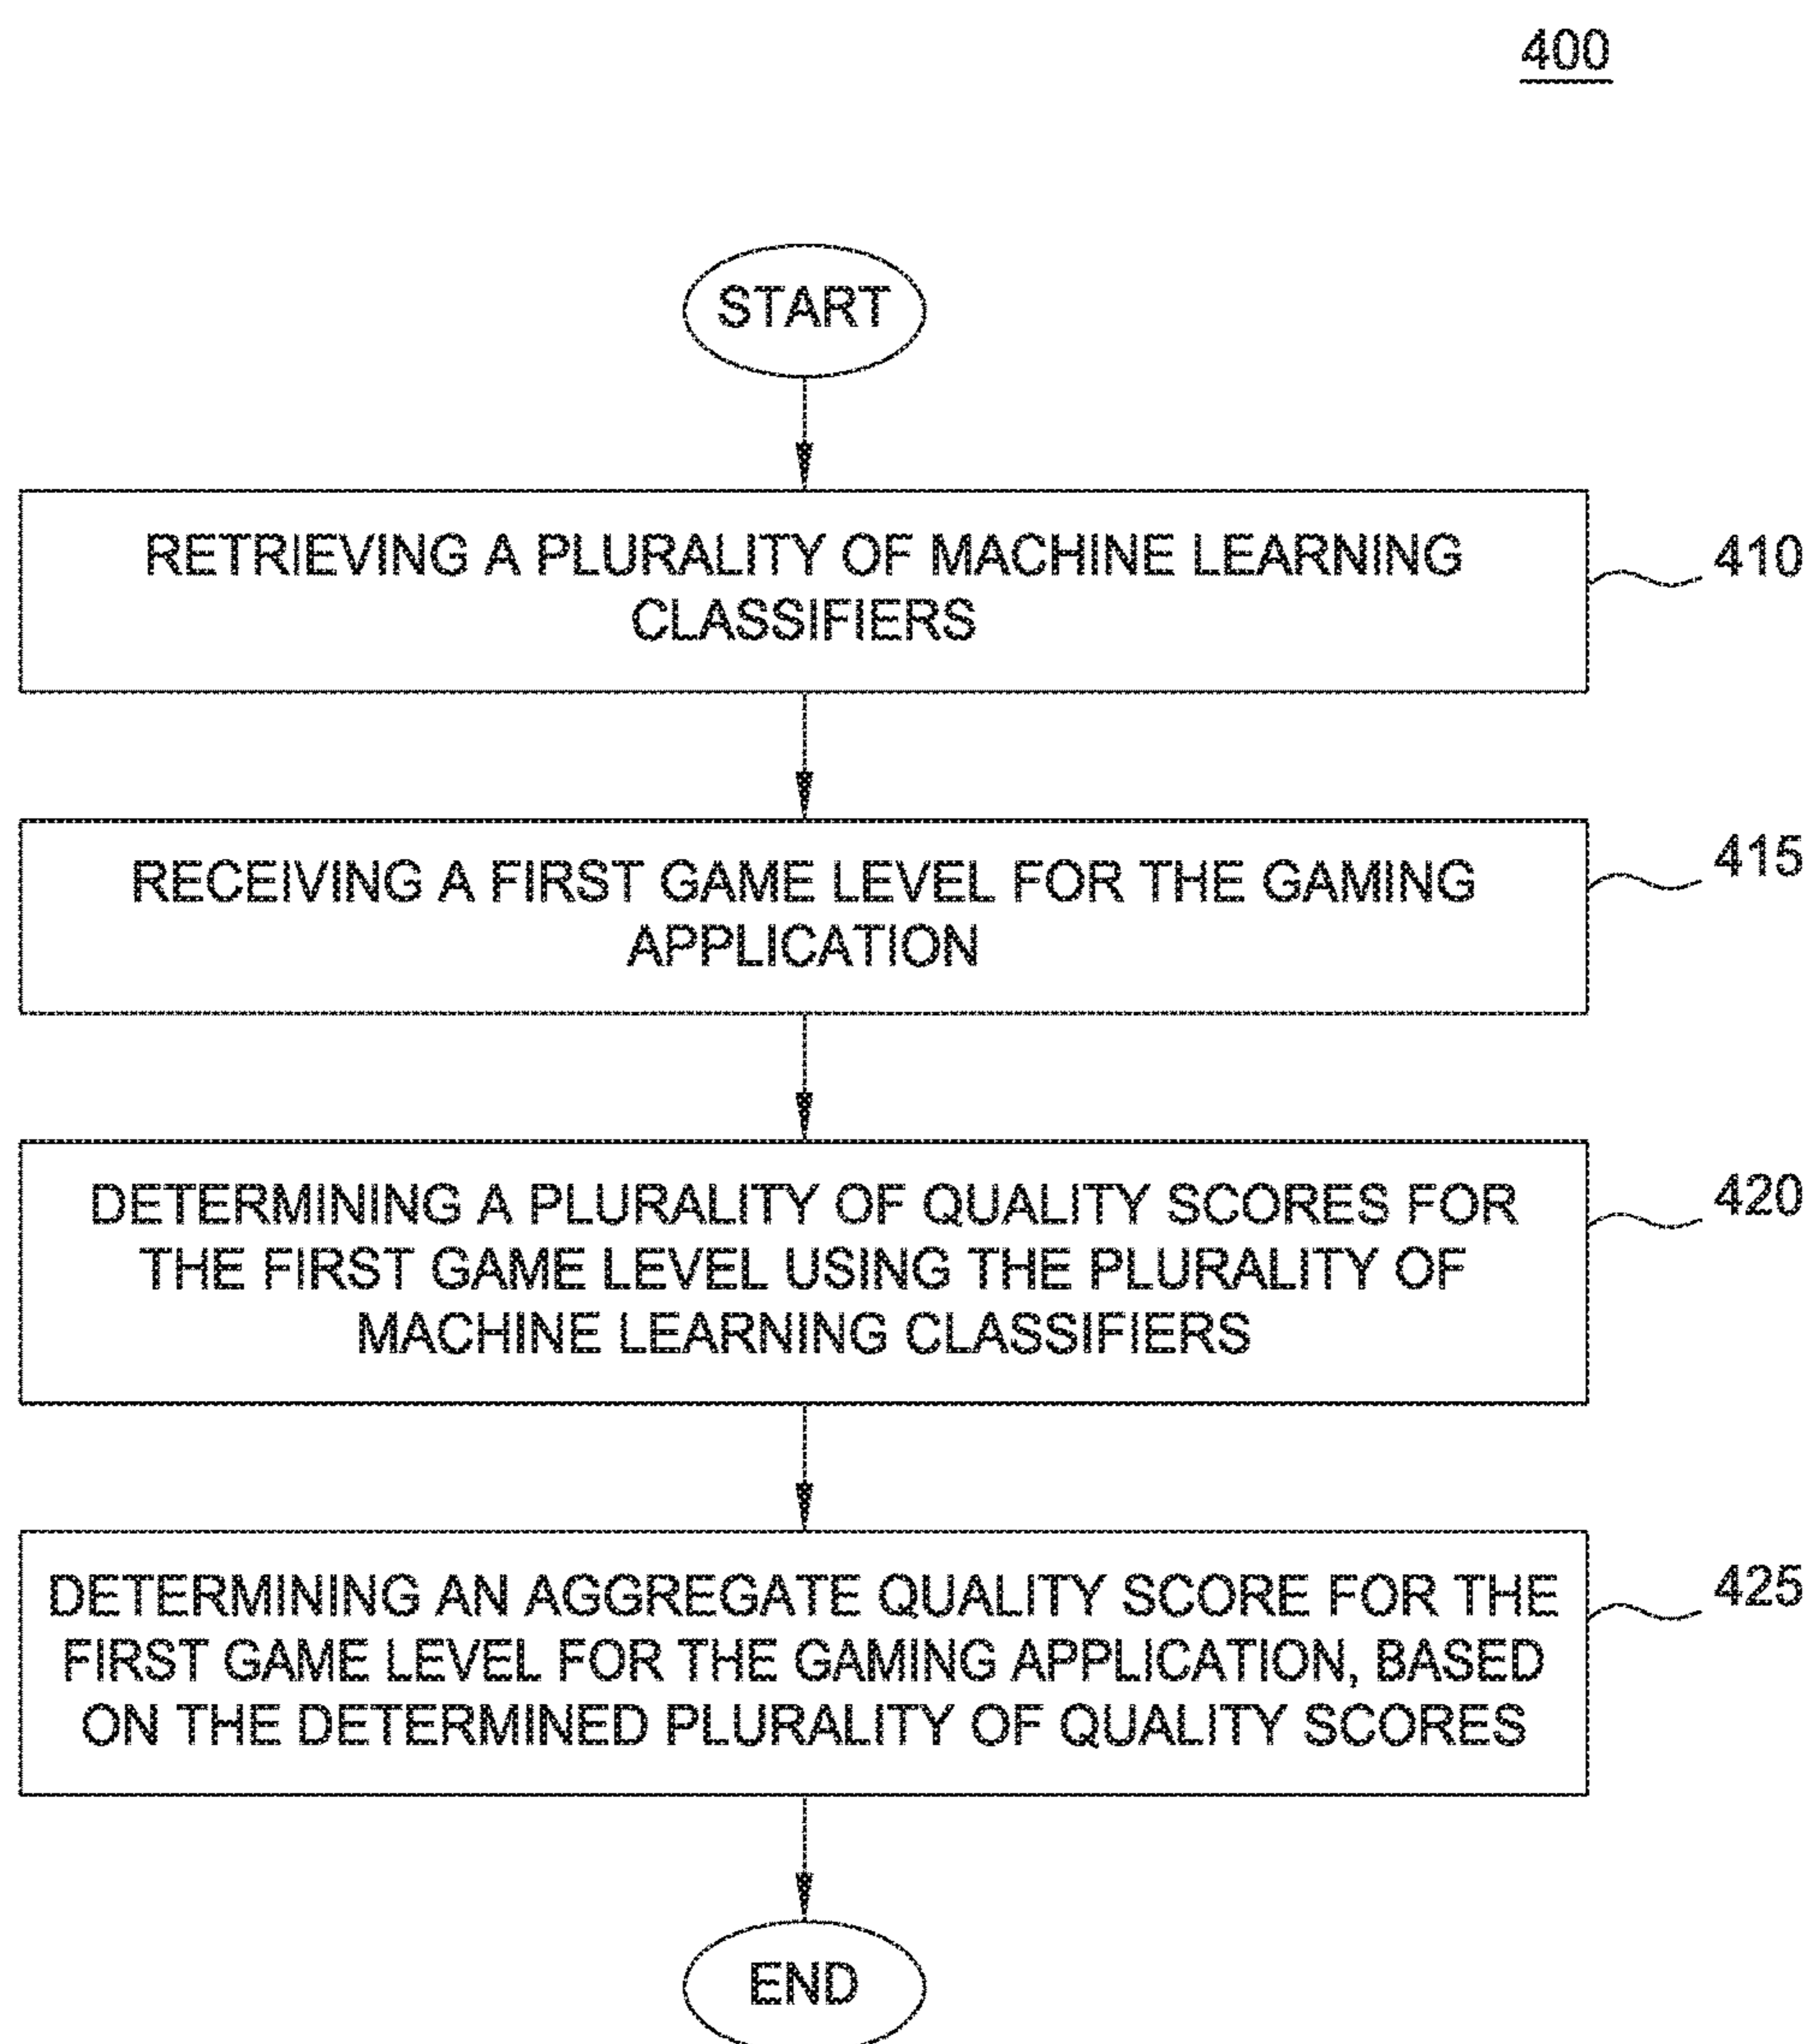 400
START
RETRIEVING A PLURALITY OF MACHINE LEARNING
CLASSIFIERS
410
RECEIVING A FIRST GAME LEVEL FOR THE GAMING
APPLICATION
415
DETERMINING A PLURALITY OF QUALITY SCORES FOR
THE FIRST GAME LEVEL USING THE PLURALITY OF
MACHINE LEARNING CLASSIFIERS
420
DETERMINING AN AGGREGATE QUALITY SCORE FOR THE
FIRST GAME LEVEL FOR THE GAMING APPLICATION, BASED
ON THE DETERMINED PLURALITY OF QUALITY SCORES
425
END